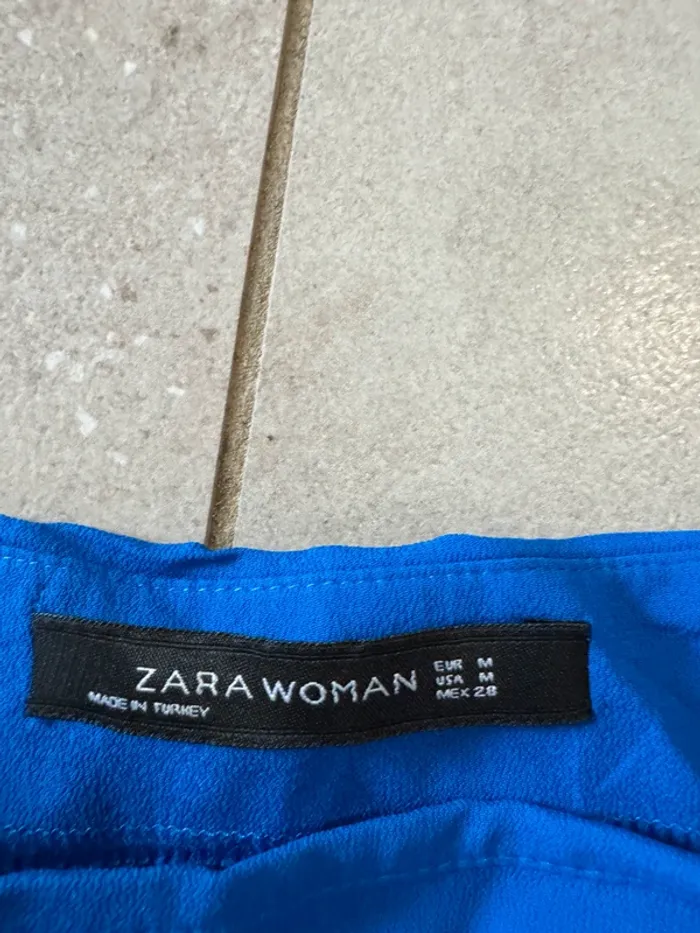 ZARA WOMAN
EUR M
USA M
MEX 28
MADE IN TURKEY